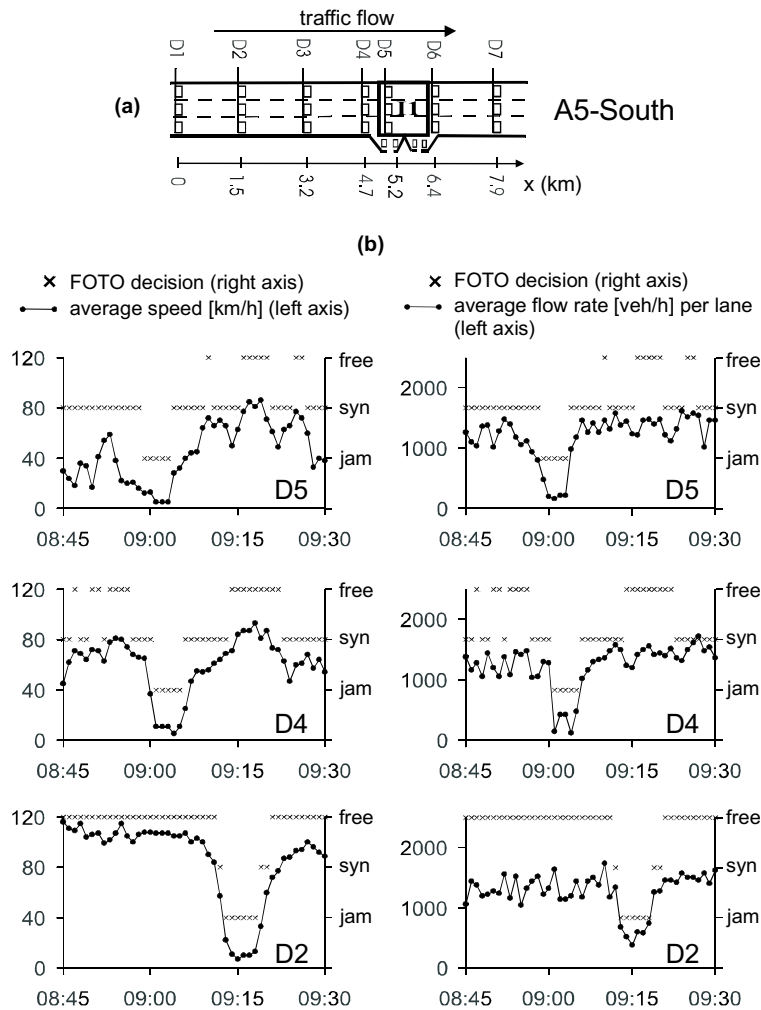 traffic flow
D1 D2 D3 D4 D5 D6 D7
(a)
A5-South
0 1.5 3.2 4.7 5.2 6.4 7.9 x (km)
(b)
× FOTO decision (right axis)
average speed [km/h] (left axis)
× FOTO decision (right axis)
average flow rate [veh/h] per lane
(left axis)
120 free
80 syn
40 jam
0 D5
08:45 09:00 09:15 09:30
free
2000 syn
1000 jam
0 D5
08:45 09:00 09:15 09:30
120 free
80 syn
40 jam
0 D4
08:45 09:00 09:15 09:30
free
2000 syn
1000 jam
0 D4
08:45 09:00 09:15 09:30
120 free
80 syn
40 jam
0 D2
08:45 09:00 09:15 09:30
free
2000 syn
1000 jam
0 D2
08:45 09:00 09:15 09:30